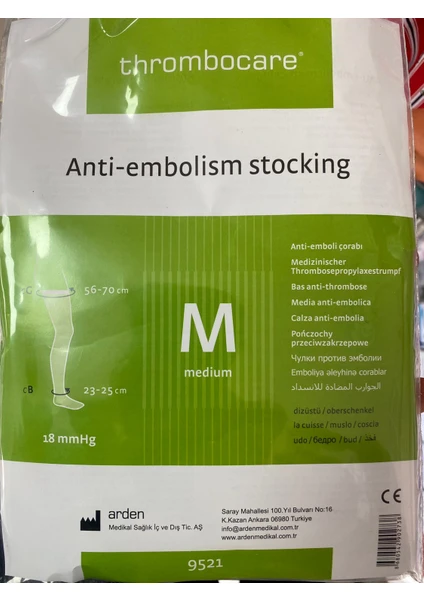 thrombocare®
Anti-embolism stocking
cG
56-70 cm
cB
23-25 cm
18 mmHg
M
medium
Anti-emboli çorabı
Medizinischer
Thrombosepropylaxestrumpf
Bas anti-thrombose
Media anti-embolica
Calza anti-embolia
Pończochy
przeciwzakrzepowe
Чулки против эмболии
Emboliya əleyhinə corablar
الجوارب المضادة للانسداد
dizüstü / oberschenkel
la cuisse / muslo / coscia
udo / бедро / bud / فخذ
arden
Medikal Sağlık İç ve Dış Tic. AŞ
Saray Mahallesi 100.Yıl Bulvarı No:16
K.Kazan Ankara 06980 Turkiye
info@ardenmedikal.com.tr
www.ardenmedikal.com.tr
CE
9521